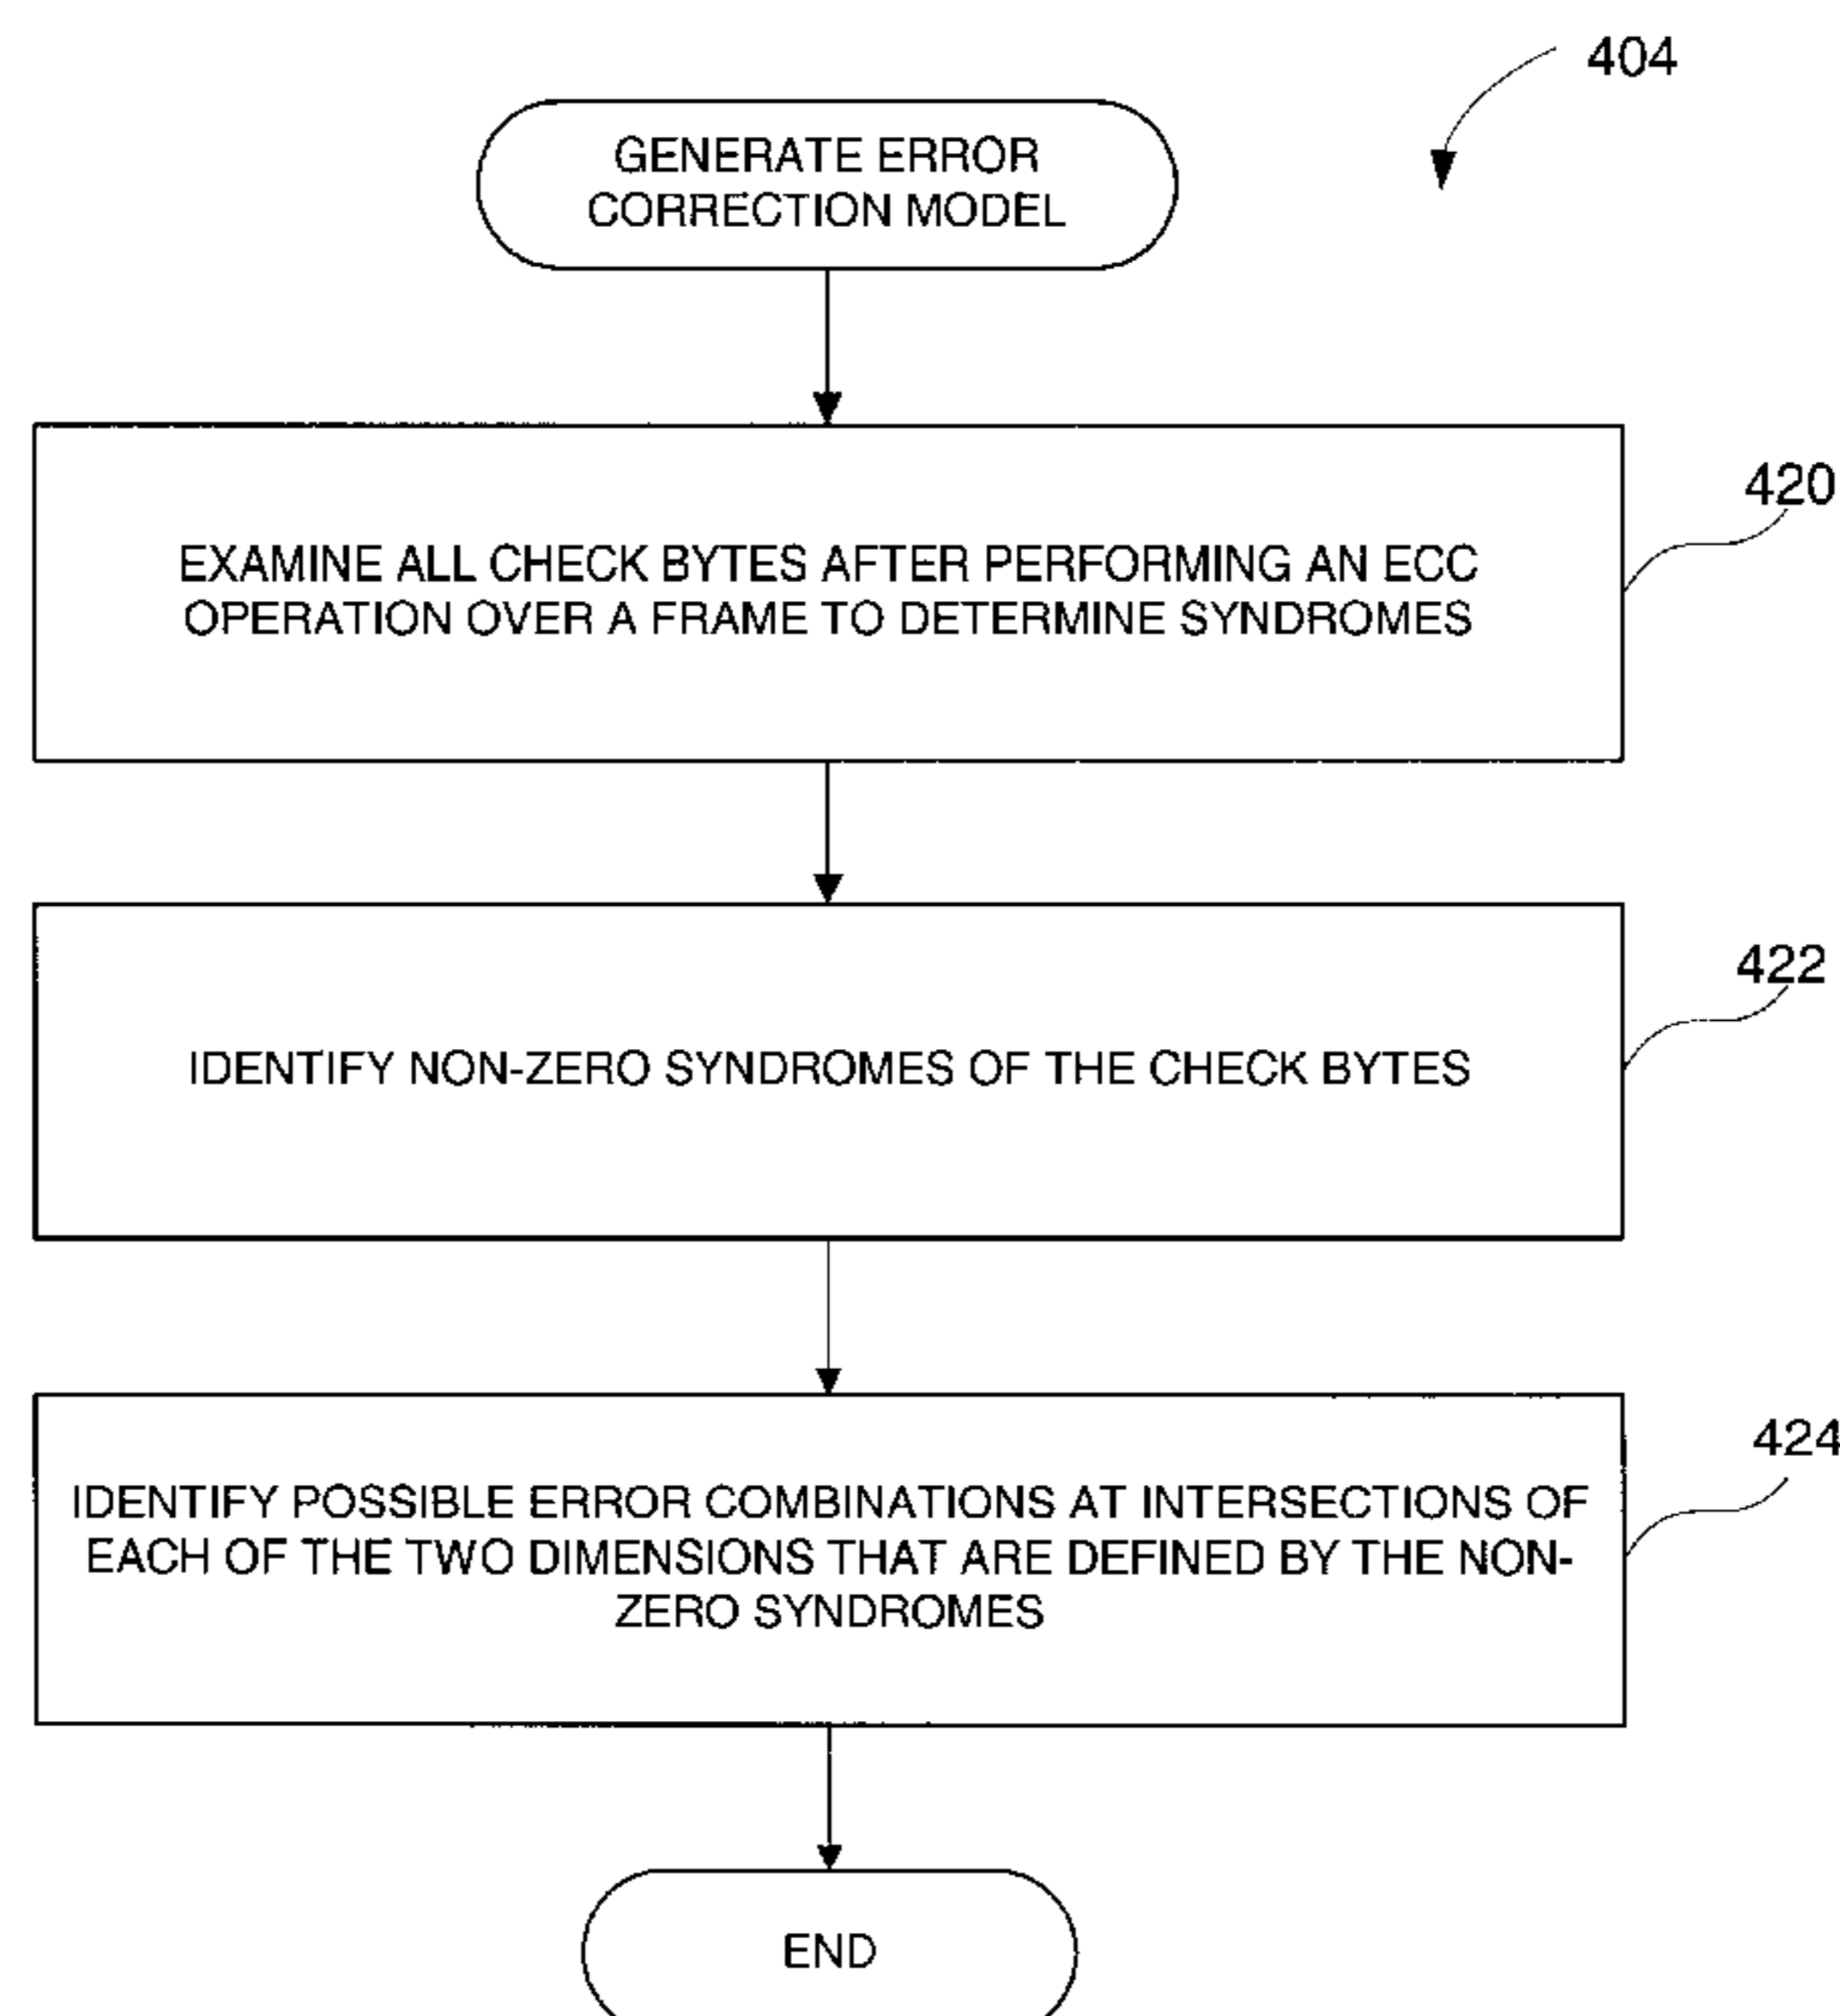 404
GENERATE ERROR
CORRECTION MODEL
420
EXAMINE ALL CHECK BYTES AFTER PERFORMING AN ECC
OPERATION OVER A FRAME TO DETERMINE SYNDROMES
422
IDENTIFY NON-ZERO SYNDROMES OF THE CHECK BYTES
424
IDENTIFY POSSIBLE ERROR COMBINATIONS AT INTERSECTIONS OF
EACH OF THE TWO DIMENSIONS THAT ARE DEFINED BY THE NON-
ZERO SYNDROMES
END